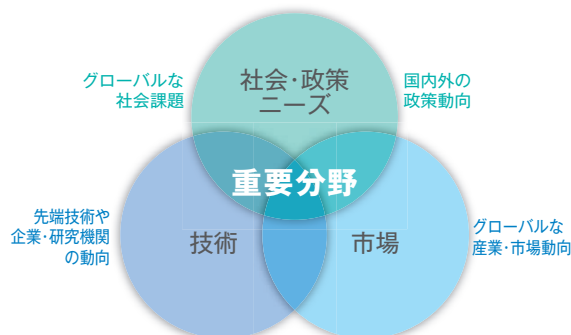 グローバルな
社会課題
社会・政策
ニーズ
国内外の
政策動向
重要分野
先端技術や
企業・研究機関
の動向
技術
市場
グローバルな
産業・市場動向